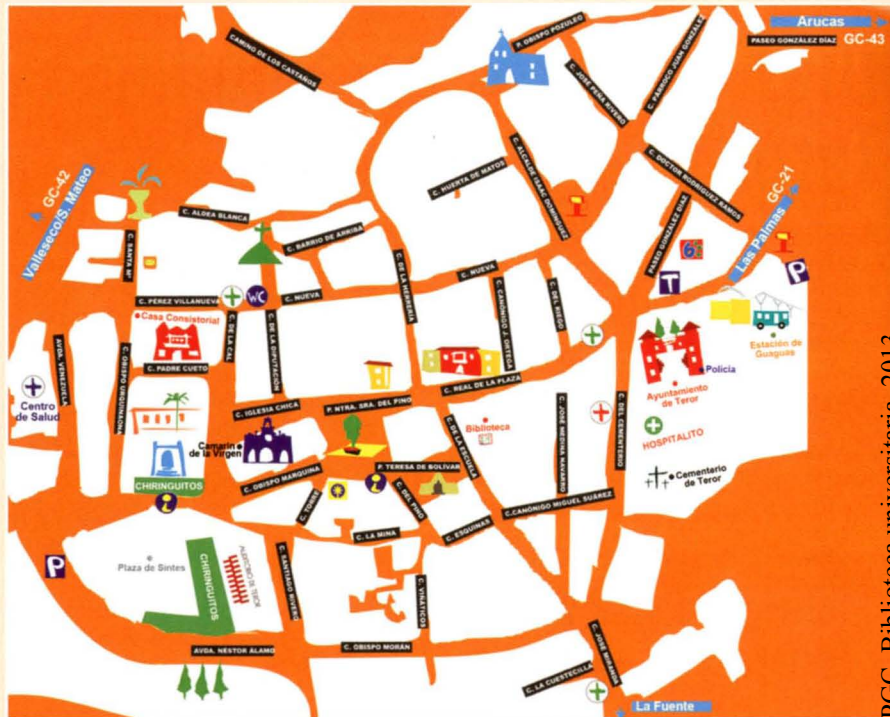 Arucas
PASEO GONZÁLEZ DÍAZ GC-43
P. OBISPO POZUELO
CAMINO DE LOS CASTAÑOS
C. JOSÉ PEÑA RIVERO
C. PÁRROCO JUAN GONZÁLEZ
C. HUERTA DE MATOS
C. ALCALDE ISAAC DOMÍNGUEZ
C. DOCTOR RODRÍGUEZ RAMOS
GC-42
Valleseco/S. Mateo
GC-21
Las Palmas
PASEO GONZÁLEZ DÍAZ
C. ALDEA BLANCA
C. BARRIO DE ARRIBA
C. SANTA Mª
C. DE LA HERRERÍA
C. NUEVA
C. NUEVA
C. PÉREZ VILLANUEVA
WC
T
P
Casa Consistorial
C. DE LA CAL
C. DE LA DIPUTACIÓN
C. CANÓNIGO J. ORTEGA
C. DEL RIEGO
Estación de
Guaguas
AVDA. VENEZUELA
C. OBISPO URQUINAONA
C. PADRE CUETO
C. REAL DE LA PLAZA
Policía
Ayuntamiento
de Teror
Centro
de Salud
C. IGLESIA CHICA
P. NTRA. SRA. DEL PINO
C. DE LA ESCUELA
Biblioteca
C. JOSÉ MEDINA NAVARRO
C. DEL CEMENTERIO
HOSPITALITO
Camarín
de la Virgen
C. OBISPO MARQUINA
P. TERESA DE BOLÍVAR
Cementerio
de Teror
CHIRINGUITOS
i
i
C. TORRE
C. DEL PINO
C. CANÓNIGO MIGUEL SUÁREZ
C. LA MINA
C. ESQUINAS
P
Plaza de Sintes
CHIRINGUITOS
AUDITORIO DE TEROR
C. SANTIAGO RIVERO
C. VIÑÁTICOS
AVDA. NÉSTOR ÁLAMO
C. OBISPO MORÁN
C. JOSÉ MIRANDA
C. LA CUESTECILLA
La Fuente